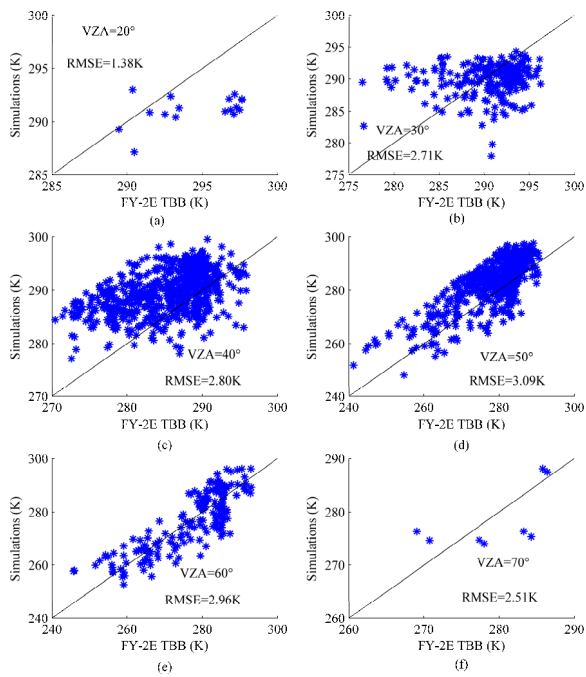 300
VZA=20°
RMSE=1.38K
295
290
285
285 290 295 300
Simulations (K)
FY-2E TBB (K)
(a)
300
295
290
285
280
275
VZA=30°
RMSE=2.71K
275 280 285 290 295 300
Simulations (K)
FY-2E TBB (K)
(b)
300
290
280
270
VZA=40°
RMSE=2.80K
270 280 290 300
Simulations (K)
FY-2E TBB (K)
(c)
300
280
260
240
VZA=50°
RMSE=3.09K
240 260 280 300
Simulations (K)
FY-2E TBB (K)
(d)
300
280
260
240
VZA=60°
RMSE=2.96K
240 260 280 300
Simulations (K)
FY-2E TBB (K)
(e)
300
290
280
270
260
VZA=70°
RMSE=2.51K
260 270 280 290
Simulations (K)
FY-2E TBB (K)
(f)